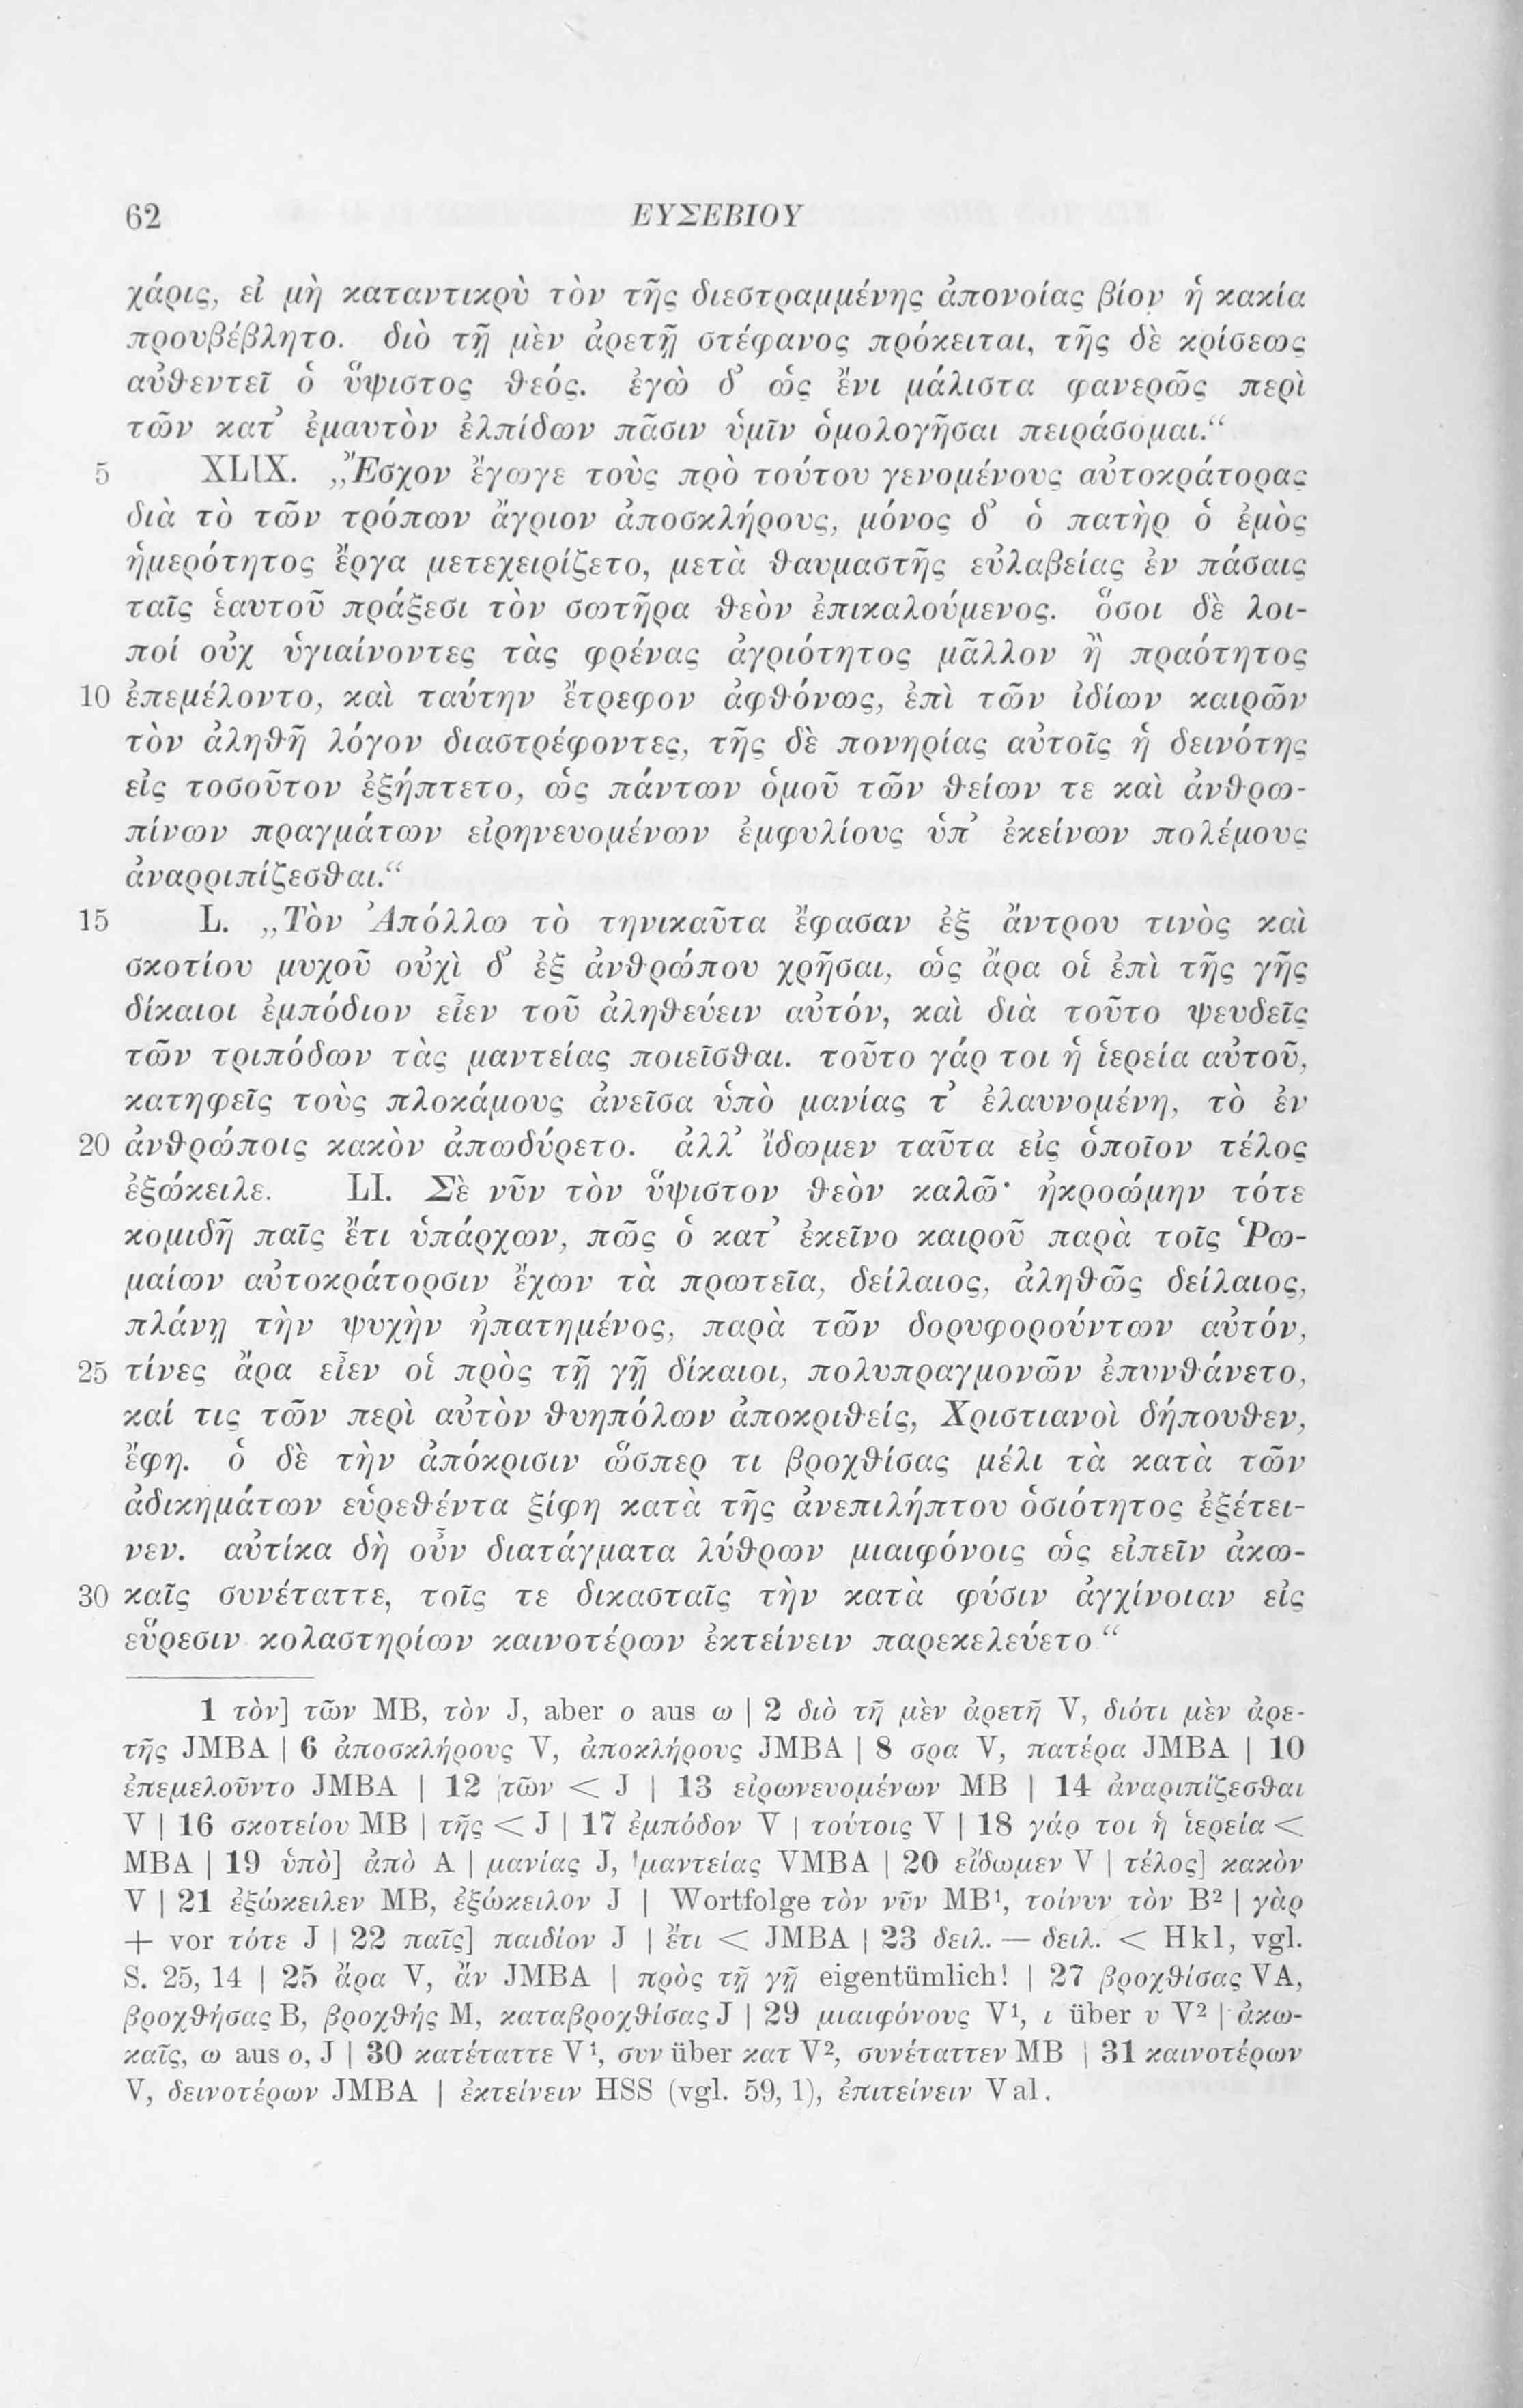 62 ΕΥΣΕΒΙΟΥ
χάρις, εἰ μὴ καταντικρὺ τὸν τῆς διεστραμμένης ἀπονοίας βίον ἡ κακία
προυβέβλητο. διὸ τῇ μὲν ἀρετῇ στέφανος πρόκειται, τῆς δὲ κρίσεως
αὐθεντεῖ ὁ ὕψιστος θεός. ἐγὼ δ’ ὡς ἔνι μάλιστα φανερῶς περὶ
τῶν κατ’ ἐμαυτὸν ἐλπίδων πᾶσιν ὑμῖν ὁμολογῆσαι πειράσομαι.“
5 XLIX. „Ἔσχον ἔγωγε τοὺς πρὸ τούτου γενομένους αὐτοκράτορας
διὰ τὸ τῶν τρόπων ἄγριον ἀποσκλήρους, μόνος δ’ ὁ πατὴρ ὁ ἐμὸς
ἡμερότητος ἔργα μετεχειρίζετο, μετὰ θαυμαστῆς εὐλαβείας ἐν πάσαις
ταῖς ἑαυτοῦ πράξεσι τὸν σωτῆρα θεὸν ἐπικαλούμενος. ὅσοι δὲ λοι-
ποί οὐχ ὑγιαίνοντες τὰς φρένας ἀγριότητος μᾶλλον ἢ πραότητος
10 ἐπεμέλοντο, καὶ ταύτην ἔτρεφον ἀφθόνως, ἐπὶ τῶν ἰδίων καιρῶν
τὸν ἀληθῆ λόγον διαστρέφοντες, τῆς δὲ πονηρίας αὐτοῖς ἡ δεινότης
εἰς τοσοῦτον ἐξήπτετο, ὡς πάντων ὁμοῦ τῶν θείων τε καὶ ἀνθρω-
πίνων πραγμάτων εἰρηνευομένων ἐμφυλίους ὑπ’ ἐκείνων πολέμους
ἀναρριπίζεσθαι.“
15 L. „Τὸν Ἀπόλλω τὸ τηνικαῦτα ἔφασαν ἐξ ἄντρου τινὸς καὶ
σκοτίου μυχοῦ οὐχὶ δ’ ἐξ ἀνθρώπου χρῆσαι, ὡς ἄρα οἱ ἐπὶ τῆς γῆς
δίκαιοι ἐμπόδιον εἶεν τοῦ ἀληθεύειν αὐτόν, καὶ διὰ τοῦτο ψευδεῖς
τῶν τριπόδων τὰς μαντείας ποιεῖσθαι. τοῦτο γάρ τοι ἡ ἱερεία αὐτοῦ,
κατηφεῖς τοὺς πλοκάμους ἀνεῖσα ὑπὸ μανίας τ’ ἐλαυνομένη, τὸ ἐν
20 ἀνθρώποις κακὸν ἀπωδύρετο. ἀλλ’ ἴδωμεν ταῦτα εἰς ὁποῖον τέλος
ἐξώκειλε. LI. Σὲ νῦν τὸν ὕψιστον θεὸν καλῶ· ἠκροώμην τότε
κομιδῆ παῖς ἔτι ὑπάρχων, πῶς ὁ κατ’ ἐκεῖνο καιροῦ παρὰ τοῖς Ῥω-
μαίων αὐτοκράτορσιν ἔχων τὰ πρωτεῖα, δείλαιος, ἀληθῶς δείλαιος,
πλάνῃ τὴν ψυχὴν ἠπατημένος, παρὰ τῶν δορυφορούντων αὐτόν,
25 τίνες ἄρα εἶεν οἱ πρὸς τῇ γῇ δίκαιοι, πολυπραγμονῶν ἐπυνθάνετο,
καί τις τῶν περὶ αὐτὸν θυηπόλων ἀποκριθείς, Χριστιανοὶ δήπουθεν,
ἔφη. ὁ δὲ τὴν ἀπόκρισιν ὥσπερ τι βροχθίσας μέλι τὰ κατὰ τῶν
ἀδικημάτων εὑρεθέντα ξίφη κατὰ τῆς ἀνεπιλήπτου ὁσιότητος ἐξέτει-
νεν. αὐτίκα δὴ οὖν διατάγματα λύθρων μιαιφόνοις ὡς εἰπεῖν ἀκω-
30 καῖς συνέταττε, τοῖς τε δικασταῖς τὴν κατὰ φύσιν ἀγχίνοιαν εἰς
εὕρεσιν κολαστηρίων καινοτέρων ἐκτείνειν παρεκελεύετο“
1 τὸν] τῶν MB, τὸν J, aber ο aus ω | 2 διὸ τῇ μὲν ἀρετῇ V, διότι μὲν ἀρε-
τῆς JMBA | 6 ἀποσκλήρους V, ἀποκλήρους JMBA | 8 σρα V, πατέρα JMBA | 10
ἐπεμελοῦντο JMBA | 12 τῶν < J | 13 εἰρωνευομένων MB | 14 ἀναριπίζεσθαι
V | 16 σκοτείου MB | τῆς < J | 17 ἐμπόδον V | τούτοις V | 18 γάρ τοι ἡ ἱερεία <
MBA | 19 ὑπὸ] ἀπὸ A | μανίας J, μαντείας VMBA | 20 εἴδωμεν V | τέλος] κακὸν
V | 21 ἐξώκειλεν MB, ἐξώκειλον J | Wortfolge τὸν νῦν MB¹, τοίνυν τὸν B² | γὰρ
+ vor τότε J | 22 παῖς] παιδίον J | ἔτι < JMBA | 23 δειλ. — δειλ. < Hkl, vgl.
S. 25, 14 | 25 ἄρα V, ἂν JMBA | πρὸς τῇ γῇ eigentümlich! | 27 βροχθίσας VA,
βροχθήσας B, βροχθής M, καταβροχθίσας J | 29 μιαιφόνους V¹, ι über υ V² | ἀκω-
καῖς, ω aus ο, J | 30 κατέταττε V¹, συν über κατ V², συνέταττεν MB | 31 καινοτέρων
V, δεινοτέρων JMBA | ἐκτείνειν HSS (vgl. 59, 1), ἐπιτείνειν Val.